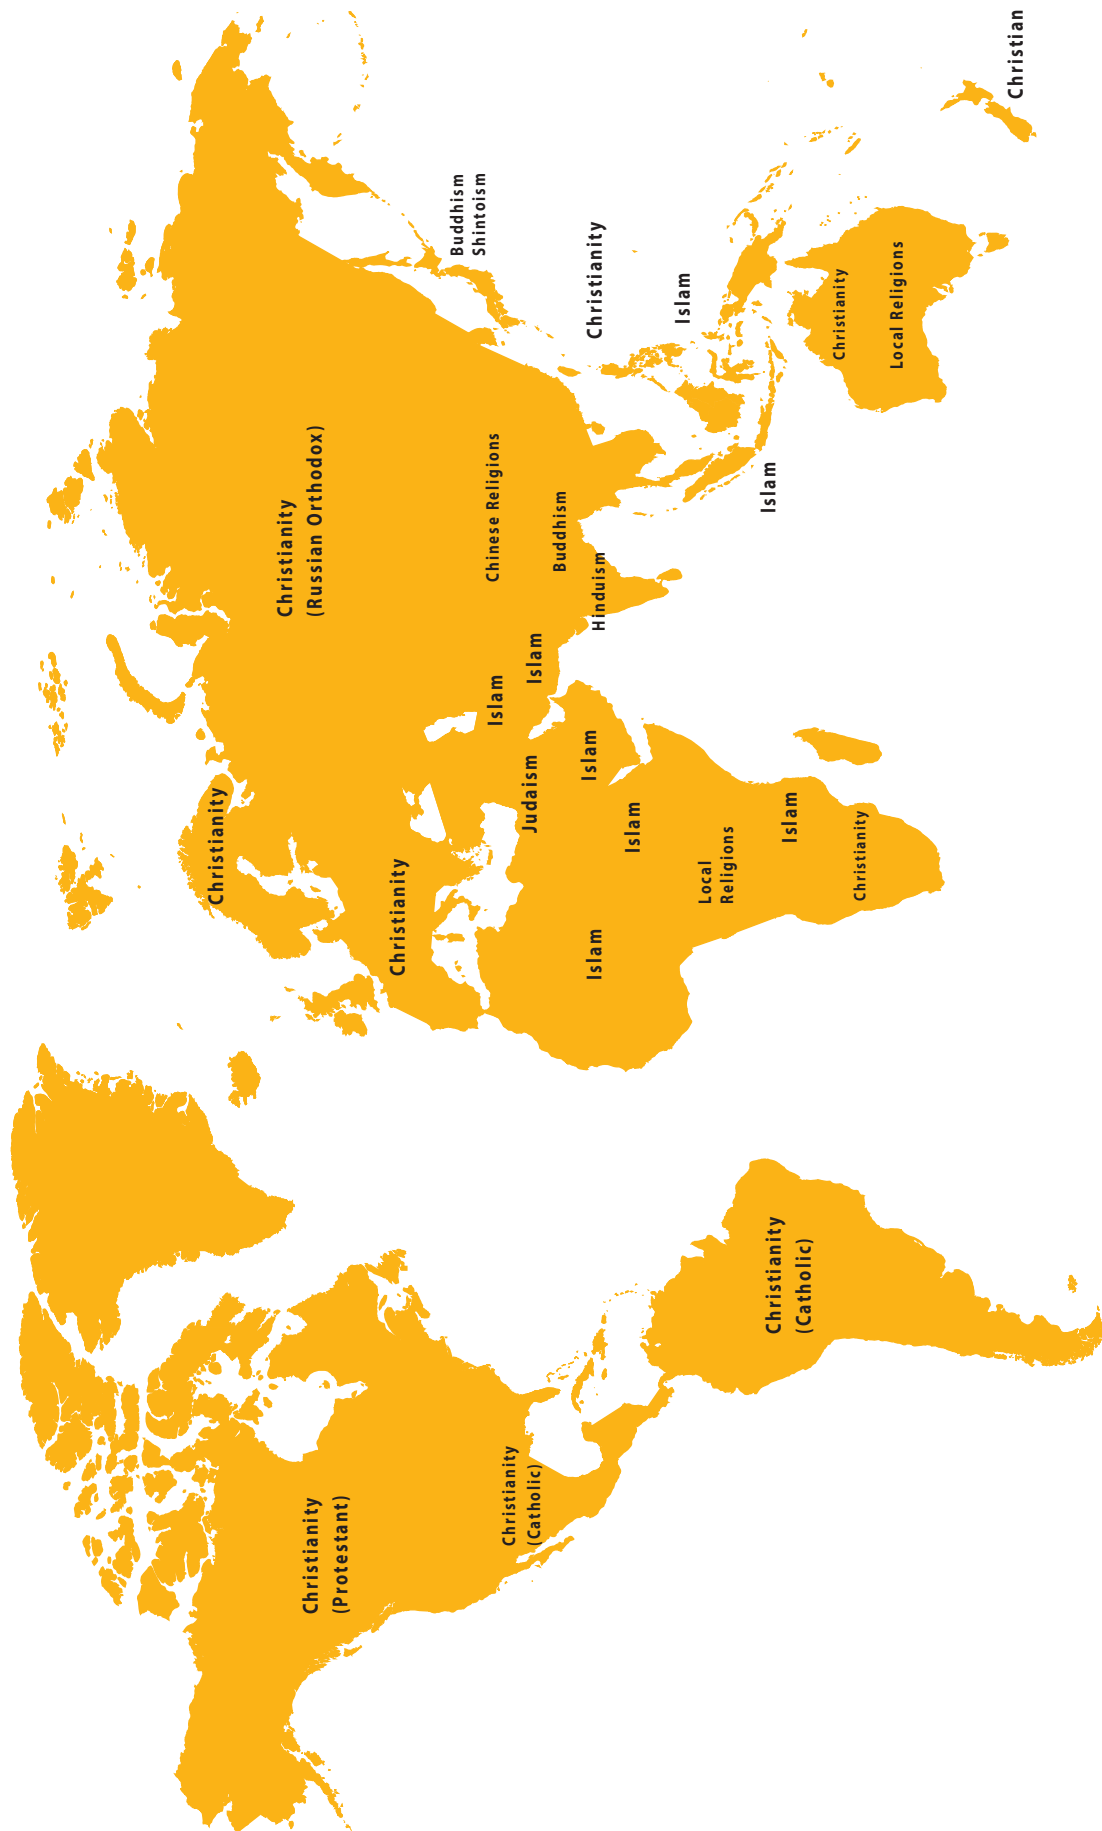 Christianity
Christianity
(Russian Orthodox)
Christianity
(Protestant)
Christianity
Buddhism
Shintoism
Chinese Religions
Islam
Christianity
(Catholic)
Judaism
Islam
Buddhism
Islam
Islam
Hinduism
Christianity
Islam
Islam
Local
Religions
Christianity
(Catholic)
Islam
Islam
Christianity
Christianity
Local Religions
Christian